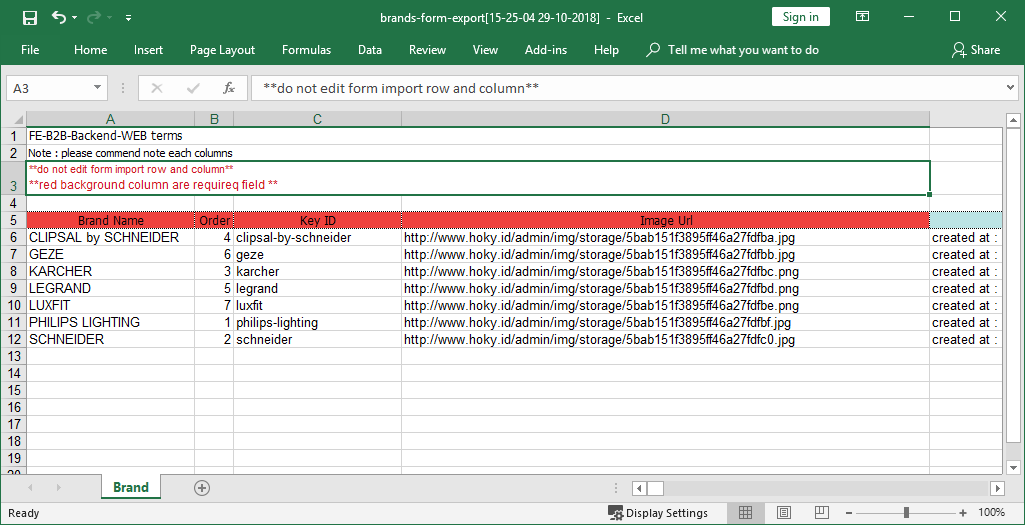 brands-form-export[15-25-04 29-10-2018] - Excel
Sign in
File Home Insert Page Layout Formulas Data Review View Add-ins Help Tell me what you want to do Share
A3 fx **do not edit form import row and column**
A B C D
1 FE-B2B-Backend-WEB terms
2 Note : please commend note each columns
**do not edit form import row and column**
3 **red background column are requireq field **
4
5 Brand Name Order Key ID Image Url
6 CLIPSAL by SCHNEIDER 4 clipsal-by-schneider http://www.hoky.id/admin/img/storage/5bab151f3895ff46a27fdfba.jpg created at :
7 GEZE 6 geze http://www.hoky.id/admin/img/storage/5bab151f3895ff46a27fdfbb.jpg created at :
8 KARCHER 3 karcher http://www.hoky.id/admin/img/storage/5bab151f3895ff46a27fdfbc.png created at :
9 LEGRAND 5 legrand http://www.hoky.id/admin/img/storage/5bab151f3895ff46a27fdfbd.png created at :
10 LUXFIT 7 luxfit http://www.hoky.id/admin/img/storage/5bab151f3895ff46a27fdfbe.png created at :
11 PHILIPS LIGHTING 1 philips-lighting http://www.hoky.id/admin/img/storage/5bab151f3895ff46a27fdfbf.jpg created at :
12 SCHNEIDER 2 schneider http://www.hoky.id/admin/img/storage/5bab151f3895ff46a27fdfc0.jpg created at :
13
14
15
16
17
18
19
20
Brand
Ready Display Settings 100%